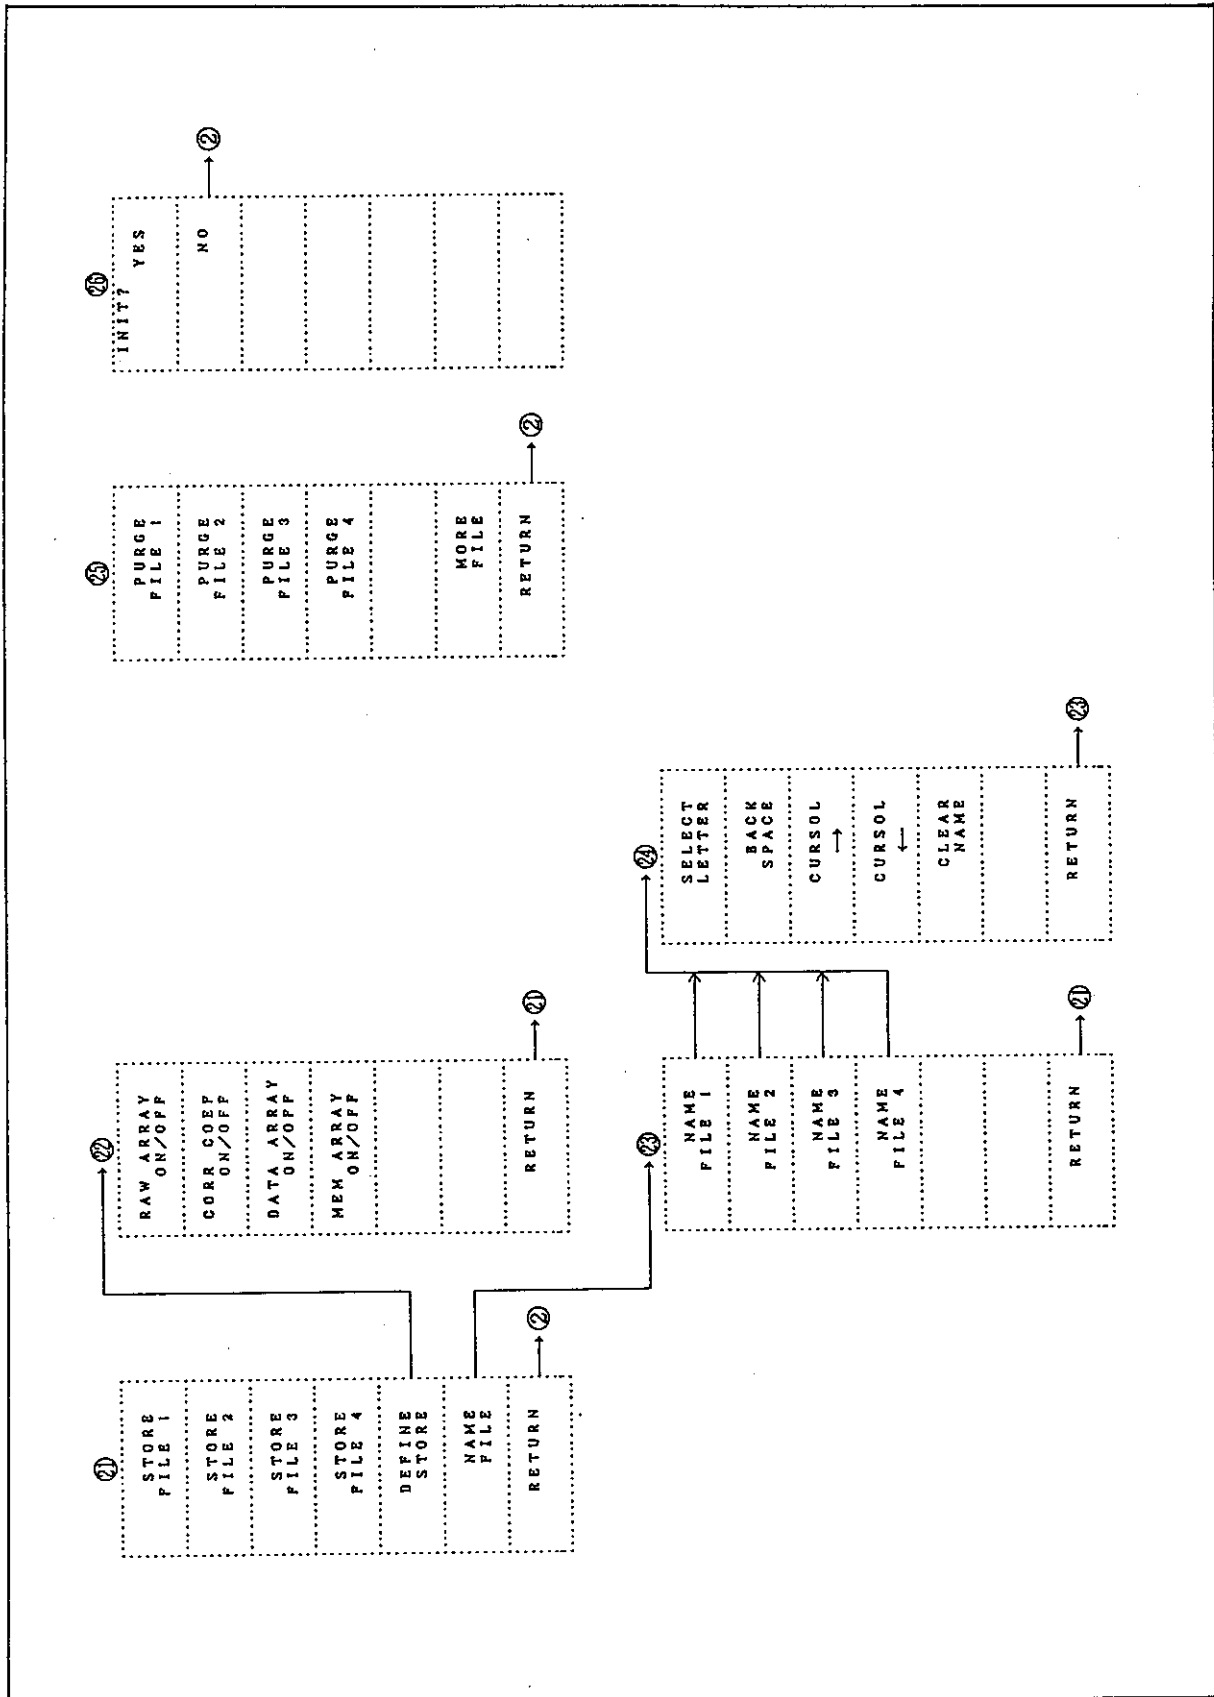 ㉑
STORE
FILE 1
STORE
FILE 2
STORE
FILE 3
STORE
FILE 4
DEFINE
STORE
NAME
FILE
RETURN
②
㉒
RAW ARRAY
ON/OFF
CORR COEF
ON/OFF
DATA ARRAY
ON/OFF
MEM ARRAY
ON/OFF
RETURN
㉑
㉓
NAME
FILE 1
NAME
FILE 2
NAME
FILE 3
NAME
FILE 4
RETURN
㉑
㉔
SELECT
LETTER
BACK
SPACE
CURSOL
→
CURSOL
←
CLEAR
NAME
RETURN
㉓
㉕
PURGE
FILE 1
PURGE
FILE 2
PURGE
FILE 3
PURGE
FILE 4
MORE
FILE
RETURN
②
㉖
INIT?
YES
NO
②